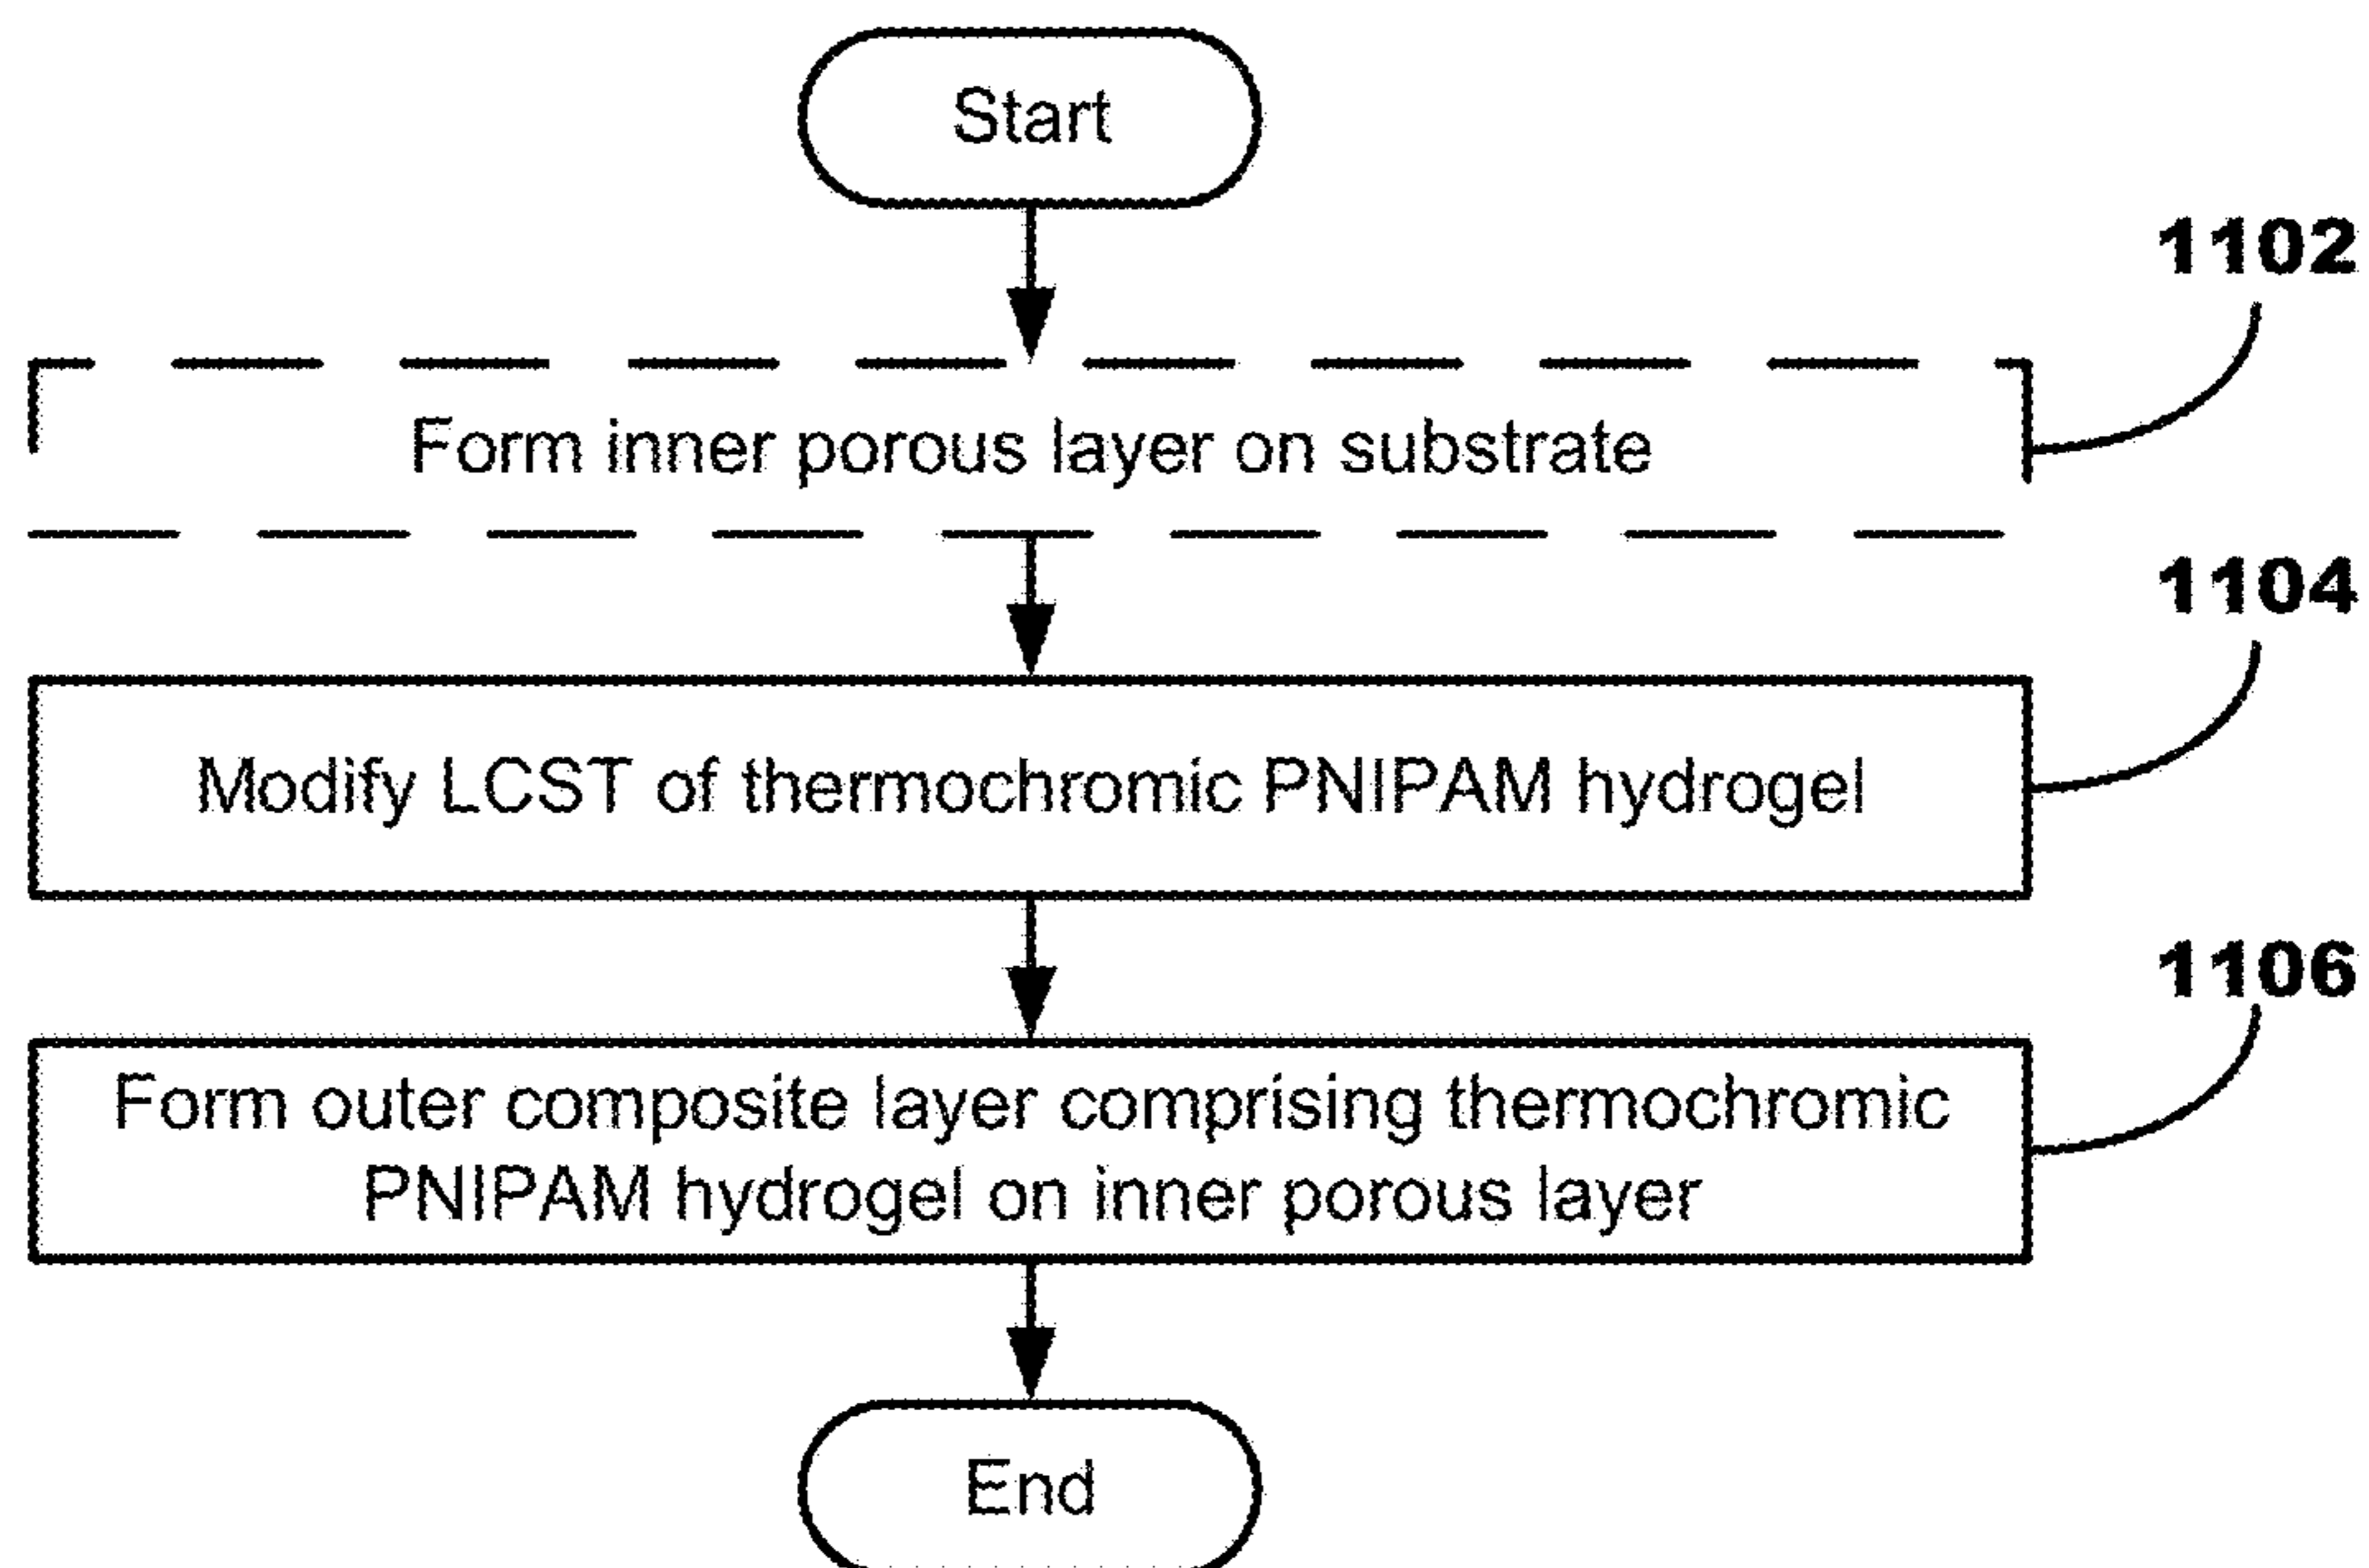 Start
1102
Form inner porous layer on substrate
1104
Modify LCST of thermochromic PNIPAM hydrogel
1106
Form outer composite layer comprising thermochromic
PNIPAM hydrogel on inner porous layer
End